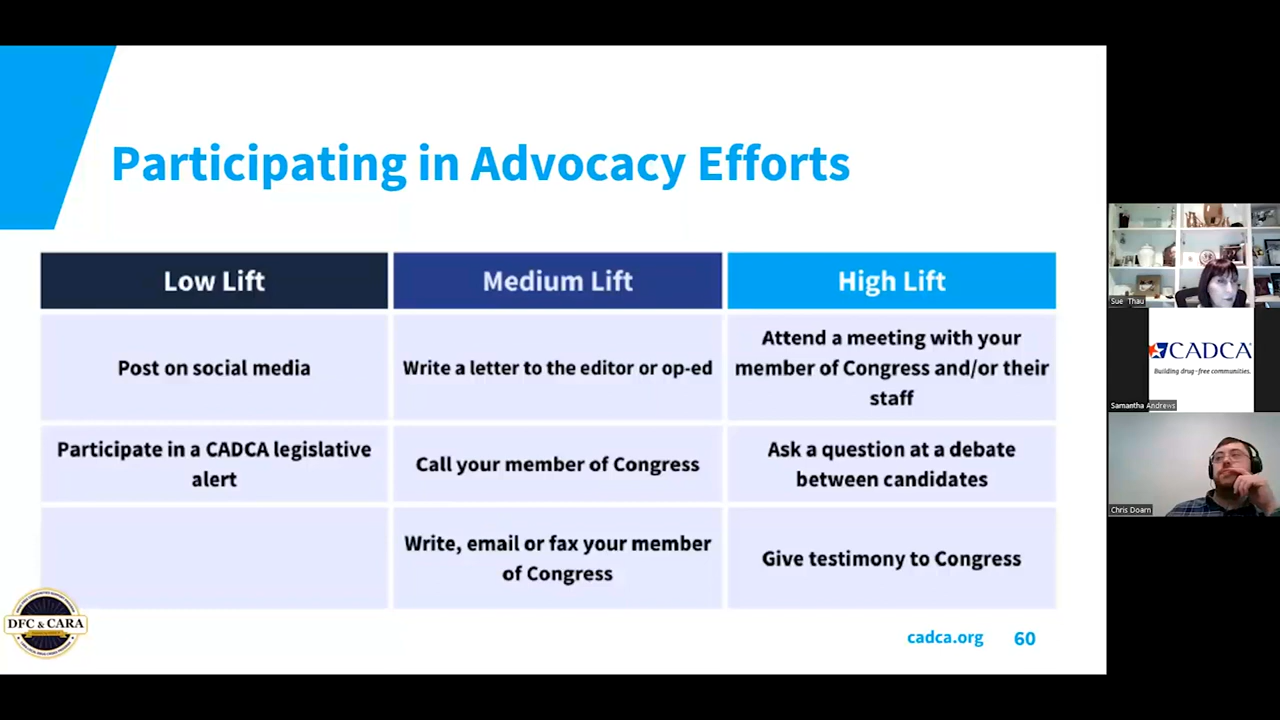 Participating in Advocacy Efforts
Low Lift
Medium Lift
High Lift
Post on social media
Write a letter to the editor or op-ed
Attend a meeting with your
member of Congress and/or their
staff
Participate in a CADCA legislative
alert
Call your member of Congress
Ask a question at a debate
between candidates
Write, email or fax your member
of Congress
Give testimony to Congress
DFC & CARA
cadca.org
60
Sue Thau
CADCA
Building drug-free communities.
Samantha Andrews
Chris Doarn